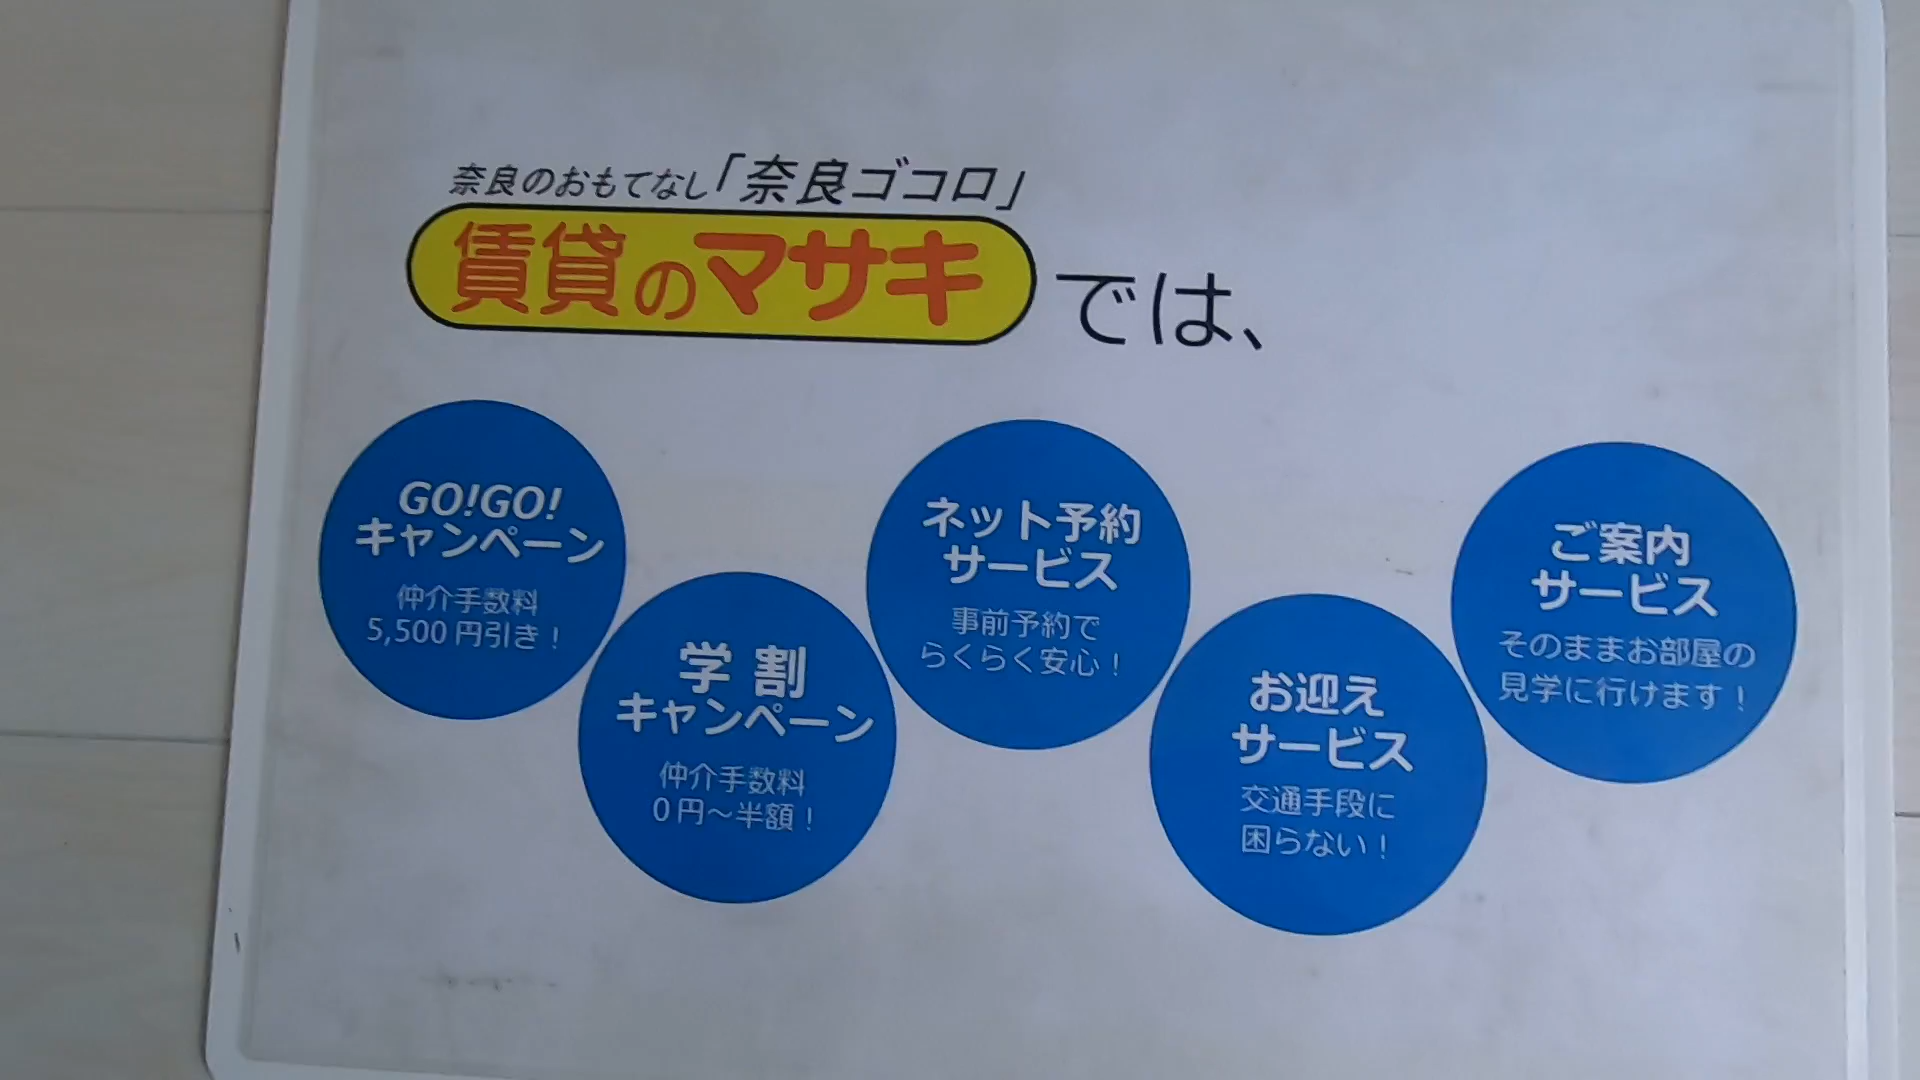 奈良のおもてなし「奈良ゴコロ」
賃貸のマサキでは、
GO!GO!
キャンペーン
仲介手数料
5,500円引き！
学割
キャンペーン
仲介手数料
0円～半額！
ネット予約
サービス
事前予約で
らくらく安心！
お迎え
サービス
交通手段に
困らない！
ご案内
サービス
そのままお部屋の
見学に行けます！